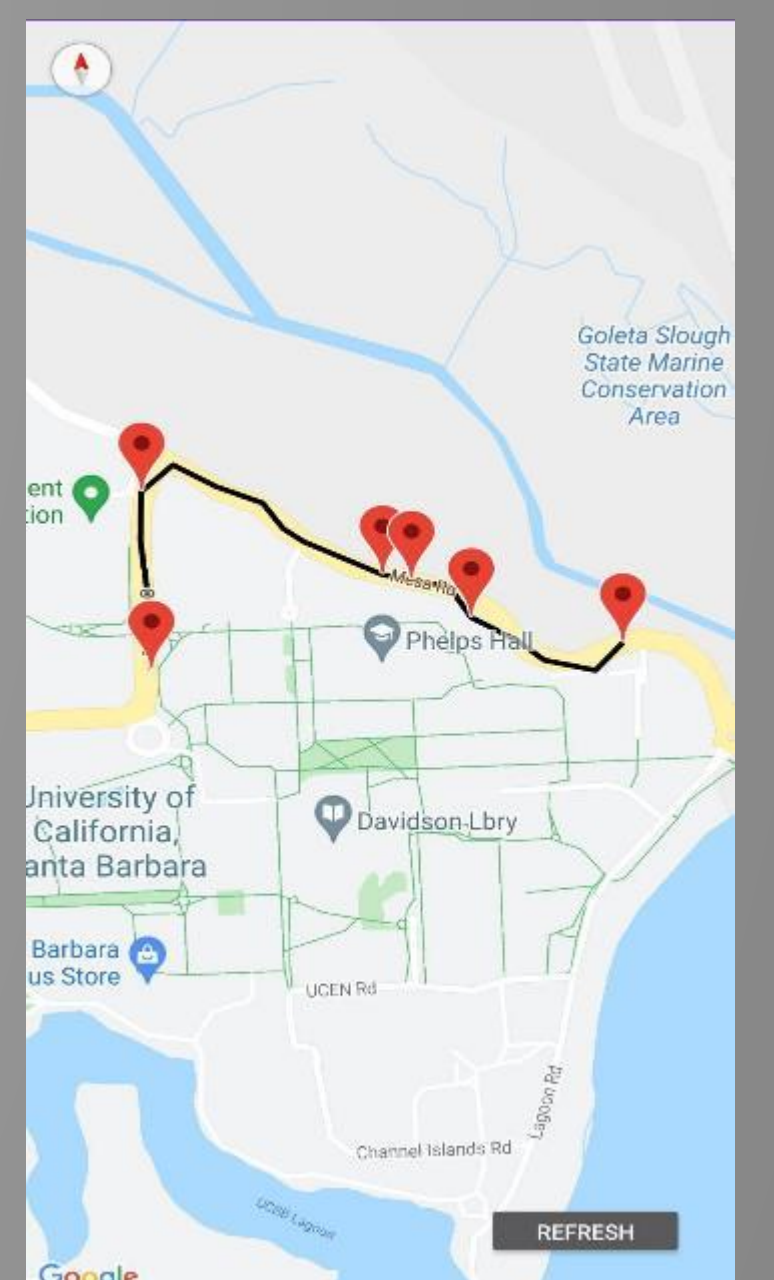 Goleta Slough
State Marine
Conservation
Area
ent
ion
Mesa Rd
Phelps Hall
University of
California,
anta Barbara
Davidson Lbry
Barbara
us Store
UCEN Rd
Lagoon Rd
Channel Islands Rd
UCSB Lagoon
REFRESH
Google